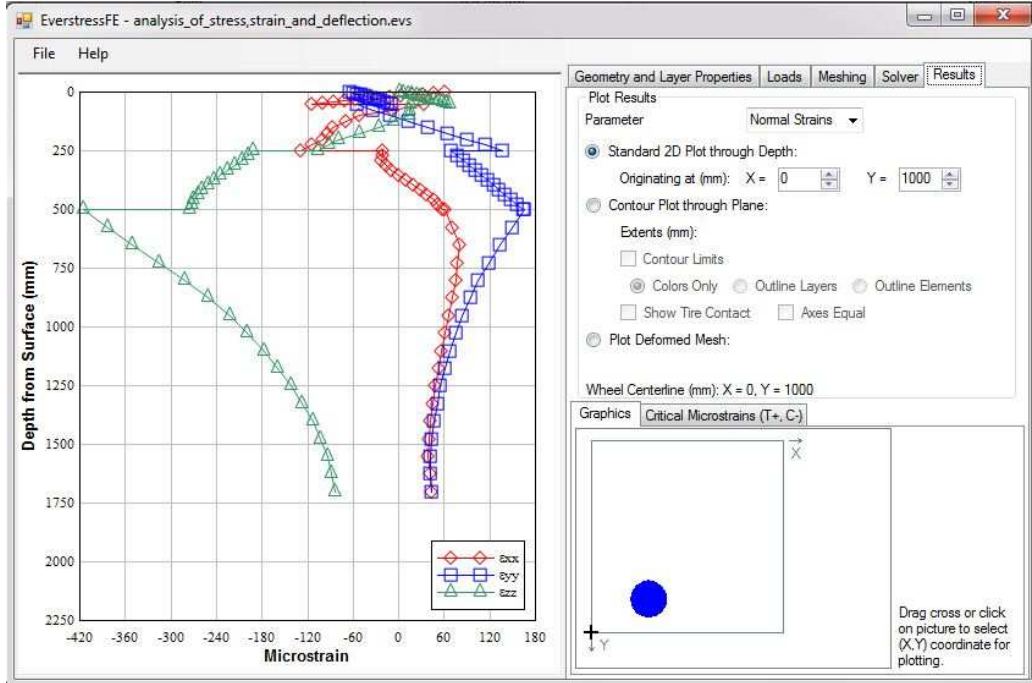 EverstressFE - analysis_of_stress,strain_and_deflection.evs
File Help
Geometry and Layer Properties Loads Meshing Solver Results
Plot Results
Parameter Normal Strains
Standard 2D Plot through Depth:
Originating at (mm): X = 0 Y = 1000
Contour Plot through Plane:
Extents (mm):
Contour Limits
Colors Only Outline Layers Outline Elements
Show Tire Contact Axes Equal
Plot Deformed Mesh:
Wheel Centerline (mm): X = 0, Y = 1000
Graphics Critical Microstrains (T+, C-)
X
Y
Drag cross or click
on picture to select
(X,Y) coordinate for
plotting.
Depth from Surface (mm)
0
250
500
750
1000
1250
1500
1750
2000
2250
-420 -360 -300 -240 -180 -120 -60 0 60 120 180
Microstrain
εxx
εyy
εzz